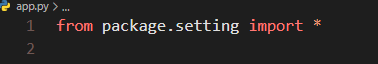 app.py > ...
1 from package.setting import *
2